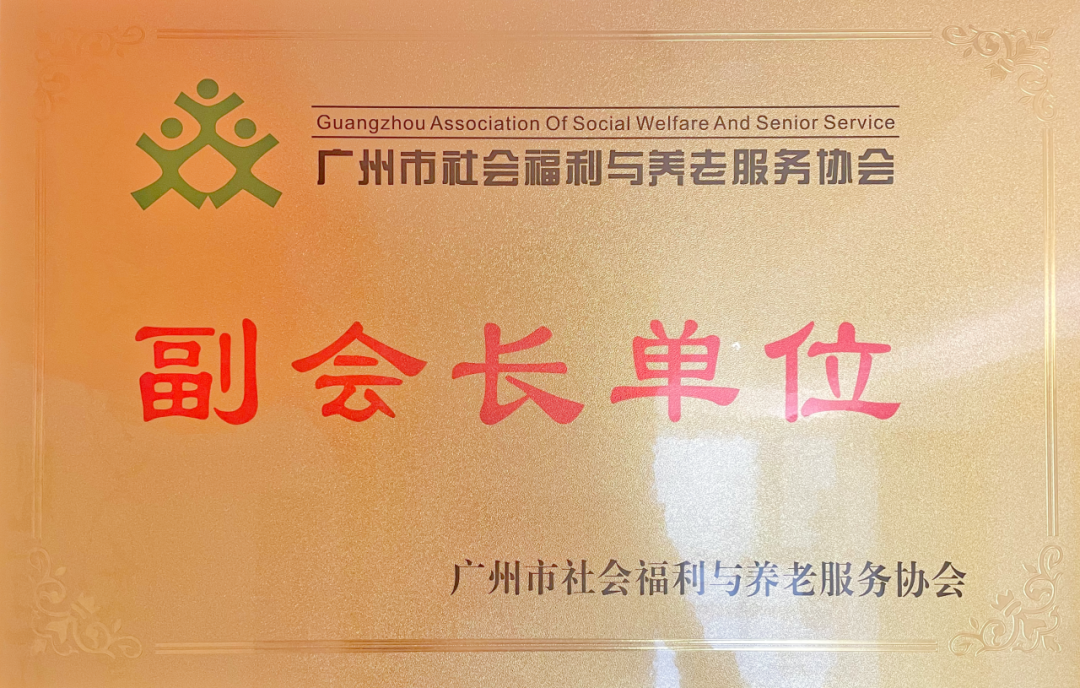 Guangzhou Association Of Social Welfare And Senior Service
广州市社会福利与养老服务协会
副会长单位
广州市社会福利与养老服务协会